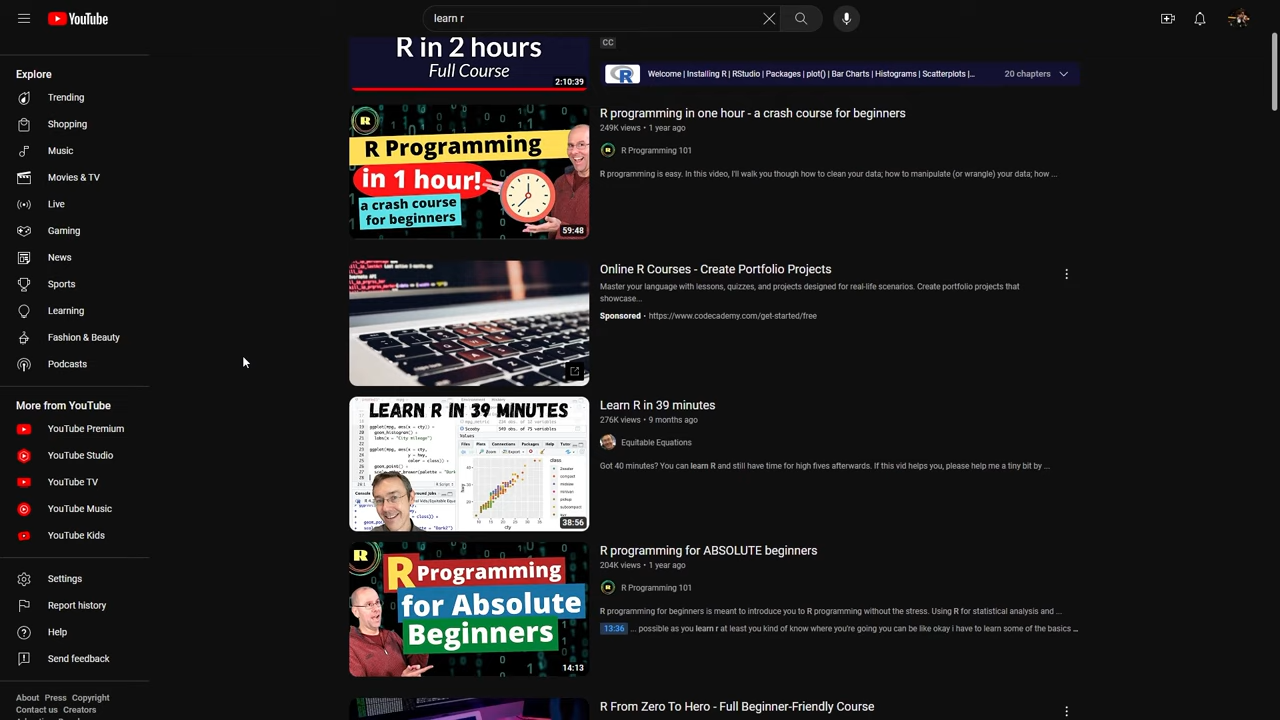 YouTube
learn r
Explore
Trending
Shopping
Music
Movies & TV
Live
Gaming
News
Sports
Learning
Fashion & Beauty
Podcasts
More from YouTube
YouTube Premium
YouTube Studio
YouTube TV
YouTube Music
YouTube Kids
Settings
Report history
Help
Send feedback
About Press Copyright
Contact us Creators
R in 2 hours
Full Course
2:10:39
CC
Welcome | Installing R | RStudio | Packages | plot() | Bar Charts | Histograms | Scatterplots |...
20 chapters
R
R Programming
in 1 hour!
a crash course
for beginners
59:48
R programming in one hour - a crash course for beginners
249K views • 1 year ago
R Programming 101
R programming is easy. In this video, I'll walk you though how to clean your data; how to manipulate (or wrangle) your data; how ...
Online R Courses - Create Portfolio Projects
Master your language with lessons, quizzes, and projects designed for real-life scenarios. Create portfolio projects that
showcase...
Sponsored • https://www.codecademy.com/get-started/free
LEARN R IN 39 MINUTES
class
cty
38:56
Learn R in 39 minutes
276K views • 9 months ago
Equitable Equations
Got 40 minutes? You can learn R and still have time for high fives afterwards. If this vid helps you, please help me a tiny bit by ...
R
R Programming
for Absolute
Beginners
14:13
R programming for ABSOLUTE beginners
204K views • 1 year ago
R Programming 101
R programming for beginners is meant to introduce you to R programming without the stress. Using R for statistical analysis and ...
13:36 ... possible as you learn r at least you kind of know where you're going you can be like okay i have to learn some of the basics ...
R From Zero To Hero - Full Beginner-Friendly Course